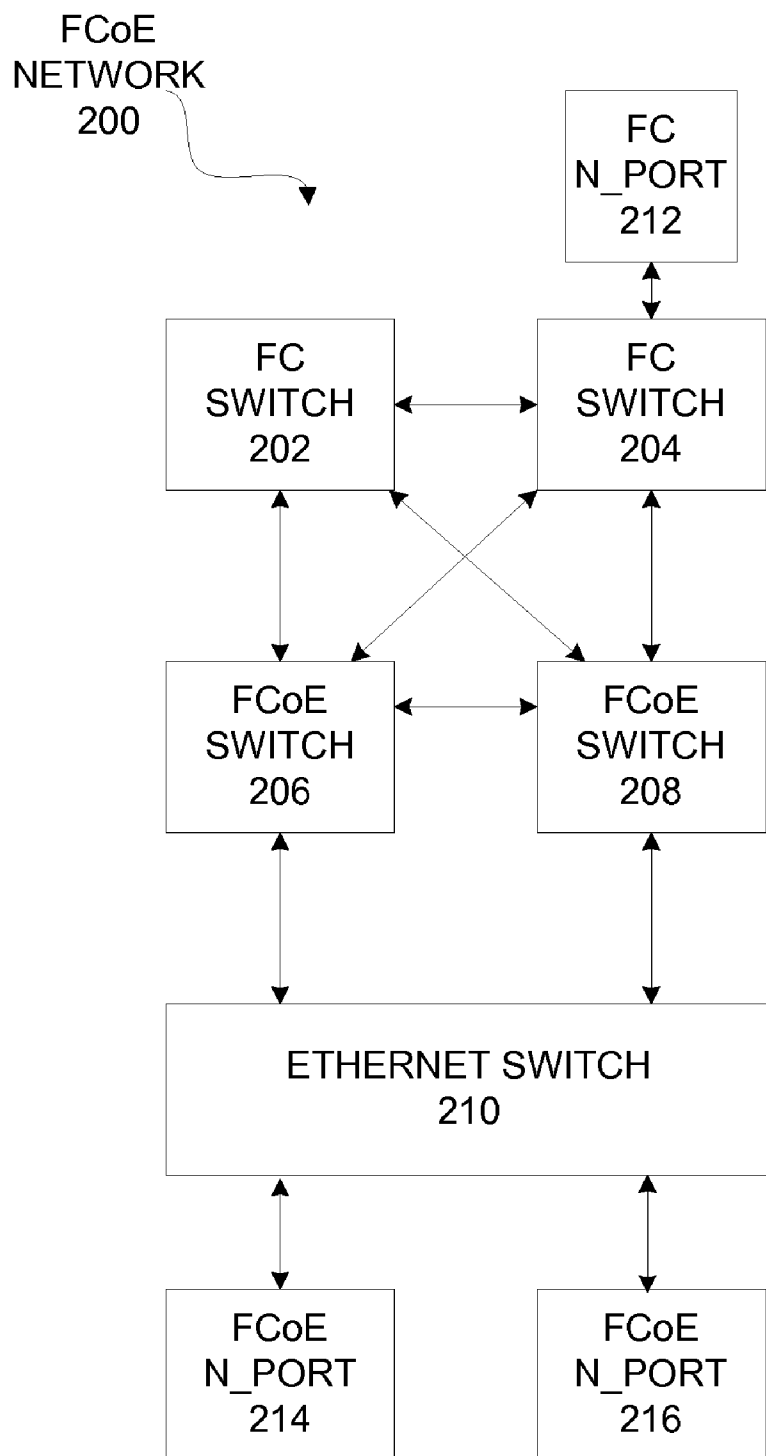 FCoE
NETWORK
200
FC
N_PORT
212
FC
SWITCH
202
FC
SWITCH
204
FCoE
SWITCH
206
FCoE
SWITCH
208
ETHERNET SWITCH
210
FCoE
N_PORT
214
FCoE
N_PORT
216